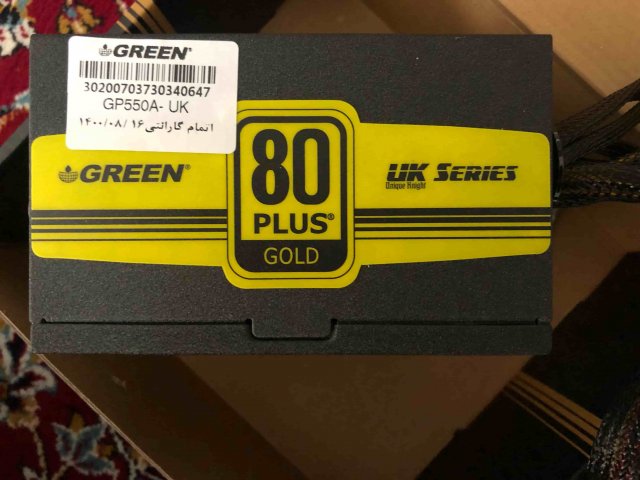 GREEN
30200703730340647
GP550A- UK
اتمام گارانتی ۱۴۰۰/۰۸/۱۶
GREEN
80
PLUS
GOLD
UK SERIES
Unique Knight